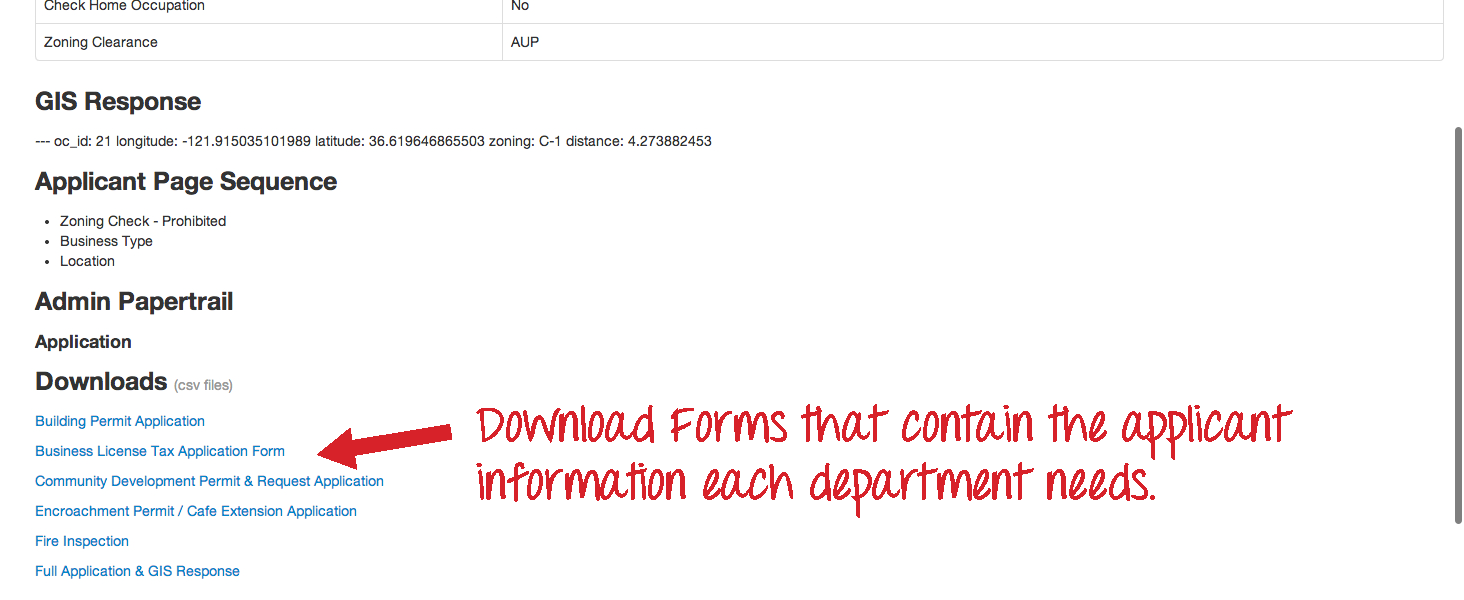 Check Home Occupation No
Zoning Clearance AUP
GIS Response
--- oc_id: 21 longitude: -121.915035101989 latitude: 36.619646865503 zoning: C-1 distance: 4.273882453
Applicant Page Sequence
• Zoning Check - Prohibited
• Business Type
• Location
Admin Papertrail
Application
Downloads (csv files)
Building Permit Application
Business License Tax Application Form
Community Development Permit & Request Application
Encroachment Permit / Cafe Extension Application
Fire Inspection
Full Application & GIS Response
Download Forms that contain the applicant
information each department needs.